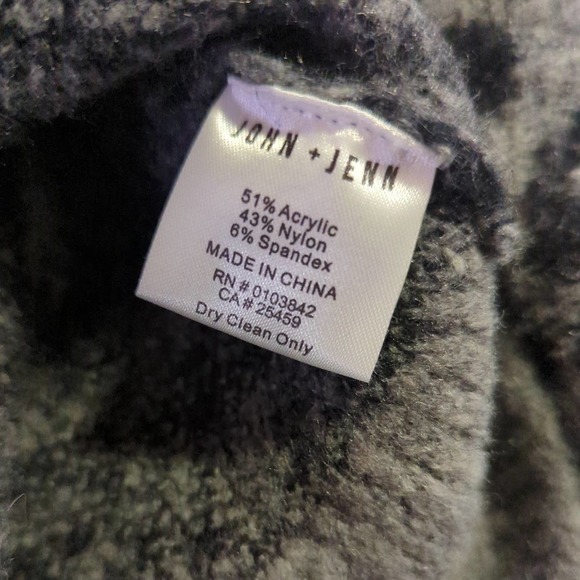 JOHN + JENN
51% Acrylic
43% Nylon
6% Spandex
MADE IN CHINA
RN # 0103842
CA# 25459
Dry Clean Only